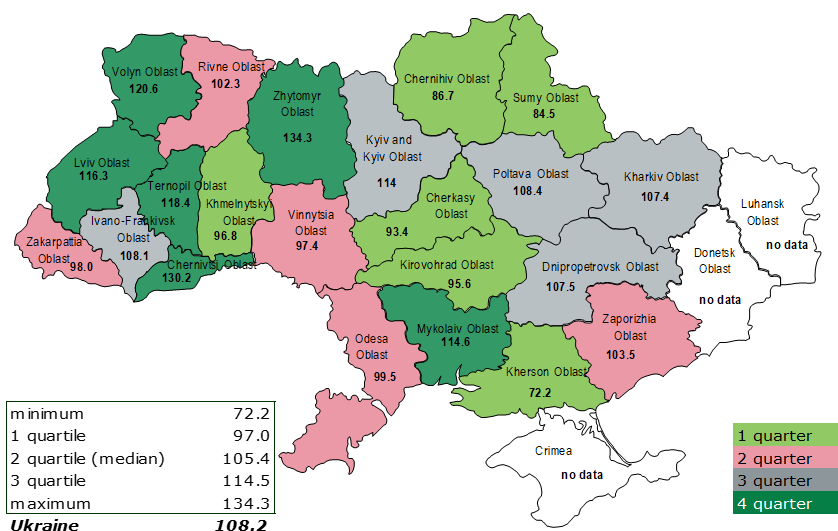 Volyn Oblast
120.6
Rivne Oblast
102.3
Zhytomyr
Oblast
134.3
Chernihiv Oblast
86.7
Sumy Oblast
84.5
Kyiv and
Kyiv Oblast
114
Lviv Oblast
116.3
Ternopil Oblast
118.4
Khmelnytskyi
Oblast
96.8
Ivano-Frankivsk
Oblast
108.1
Zakarpattia
Oblast
98.0
Chernivtsi Oblast
130.2
Vinnytsia
Oblast
97.4
Cherkasy
Oblast
93.4
Poltava Oblast
108.4
Kharkiv Oblast
107.4
Luhansk
Oblast
no data
Donetsk
Oblast
no data
Kirovohrad Oblast
95.6
Dnipropetrovsk Oblast
107.5
Zaporizhia
Oblast
103.5
Odesa
Oblast
99.5
Mykolaiv Oblast
114.6
Kherson Oblast
72.2
Crimea
no data
minimum 72.2
1 quartile 97.0
2 quartile (median) 105.4
3 quartile 114.5
maximum 134.3
Ukraine 108.2
1 quarter
2 quarter
3 quarter
4 quarter